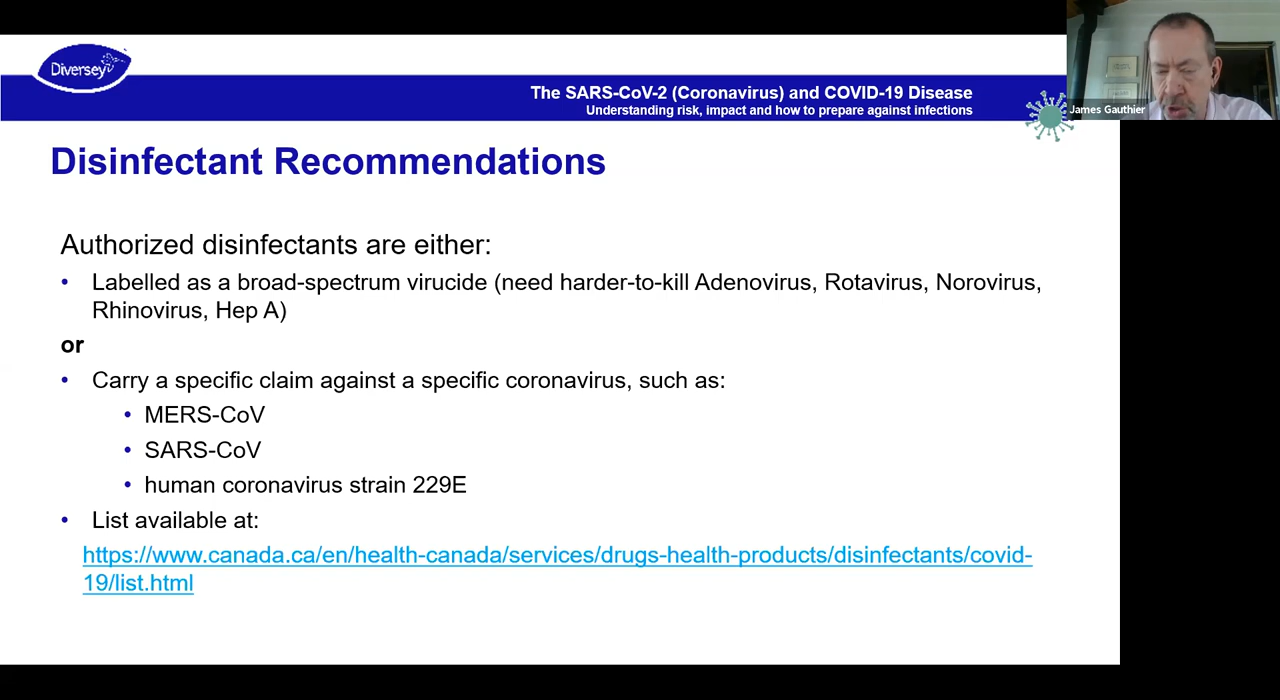 Diversey
The SARS-CoV-2 (Coronavirus) and COVID-19 Disease
Understanding risk, impact and how to prepare against infections
James Gauthier
Disinfectant Recommendations
Authorized disinfectants are either:
• Labelled as a broad-spectrum virucide (need harder-to-kill Adenovirus, Rotavirus, Norovirus,
Rhinovirus, Hep A)
or
• Carry a specific claim against a specific coronavirus, such as:
• MERS-CoV
• SARS-CoV
• human coronavirus strain 229E
• List available at:
https://www.canada.ca/en/health-canada/services/drugs-health-products/disinfectants/covid-
19/list.html